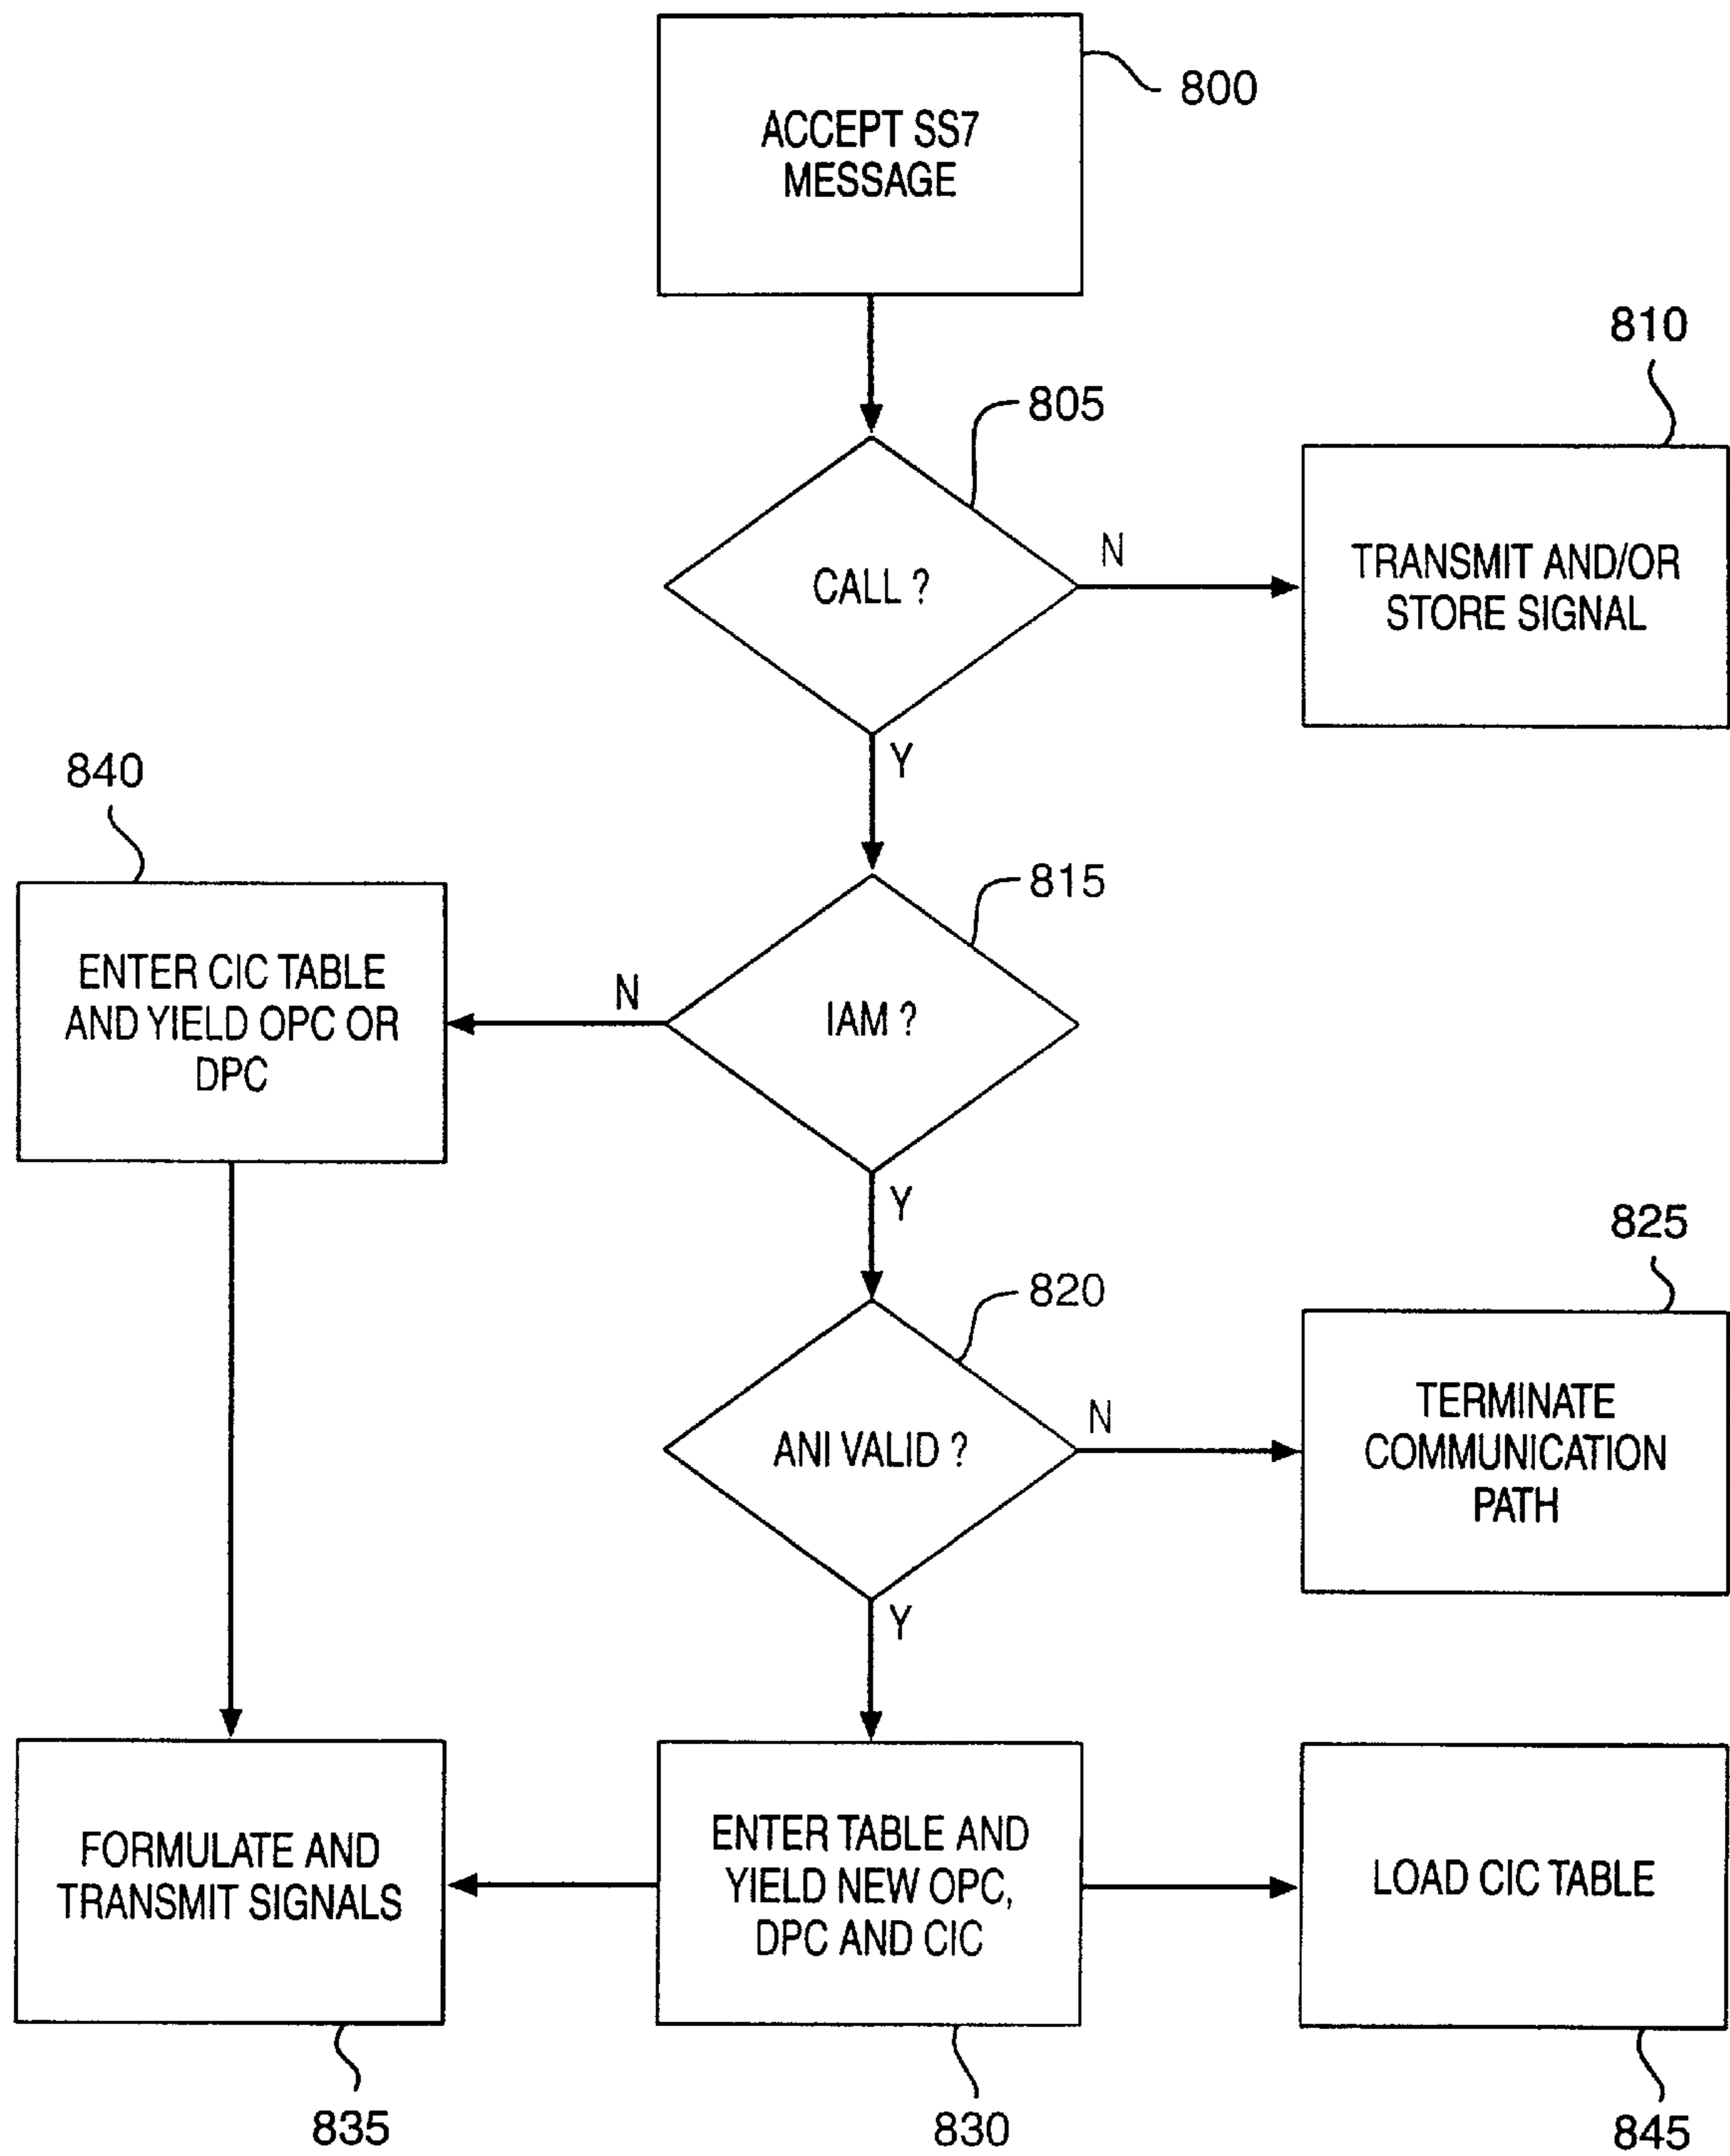 ACCEPT SS7
MESSAGE
800
805
CALL ?
N
810
TRANSMIT AND/OR
STORE SIGNAL
Y
840
ENTER CIC TABLE
AND YIELD OPC OR
DPC
N
815
IAM ?
Y
820
ANI VALID ?
N
825
TERMINATE
COMMUNICATION
PATH
Y
FORMULATE AND
TRANSMIT SIGNALS
835
ENTER TABLE AND
YIELD NEW OPC,
DPC AND CIC
830
LOAD CIC TABLE
845